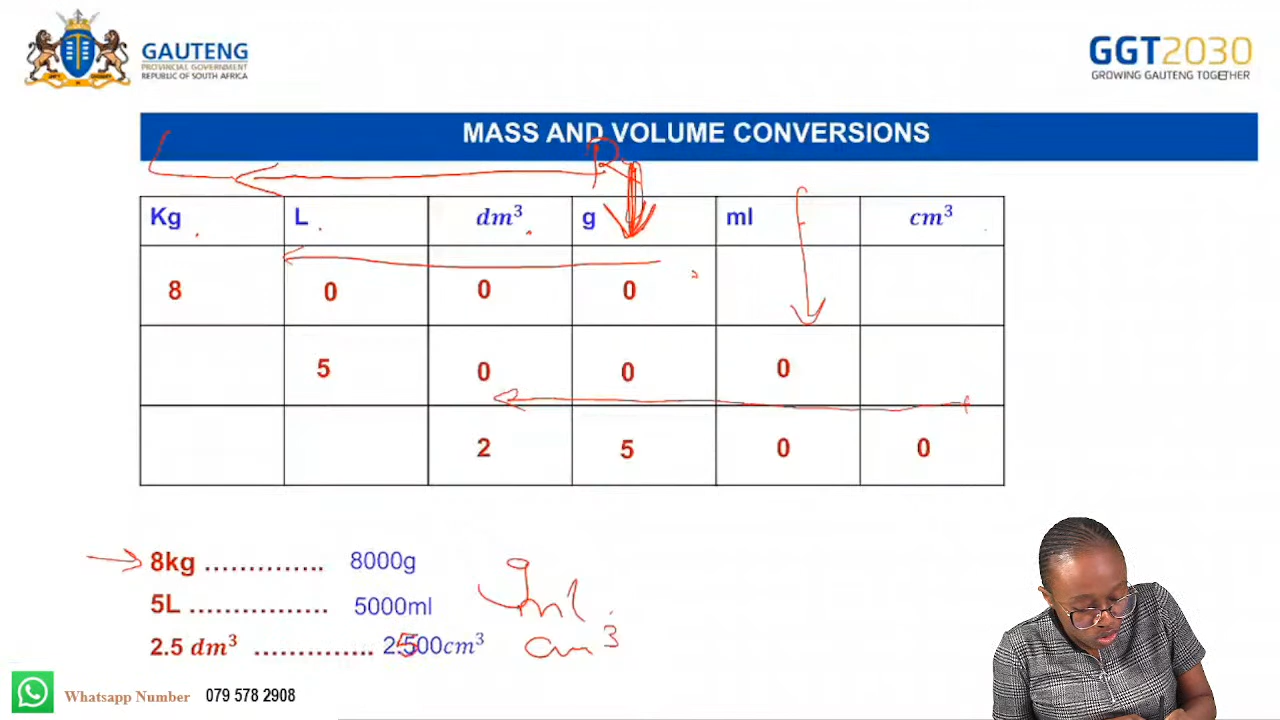 GAUTENG
PROVINCIAL GOVERNMENT
REPUBLIC OF SOUTH AFRICA
GGT2030
GROWING GAUTENG TOGETHER
MASS AND VOLUME CONVERSIONS
Kg L dm³ g ml cm³
8 0 0 0
5 0 0 0
2 5 0 0
8kg ………….. 8000g
5L ……………… 5000ml
2.5 dm³ ………….. 2.500cm³
g
ml
cm³
Whatsapp Number 079 578 2908